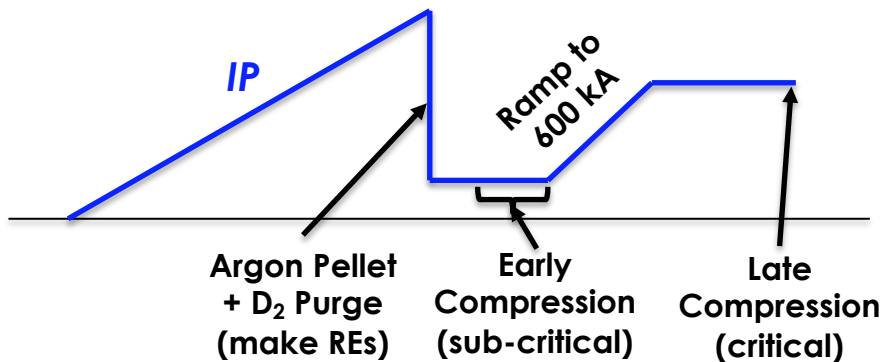 IP
Ramp to
600 kA
Argon Pellet
+ D₂ Purge
(make REs)
Early
Compression
(sub-critical)
Late
Compression
(critical)